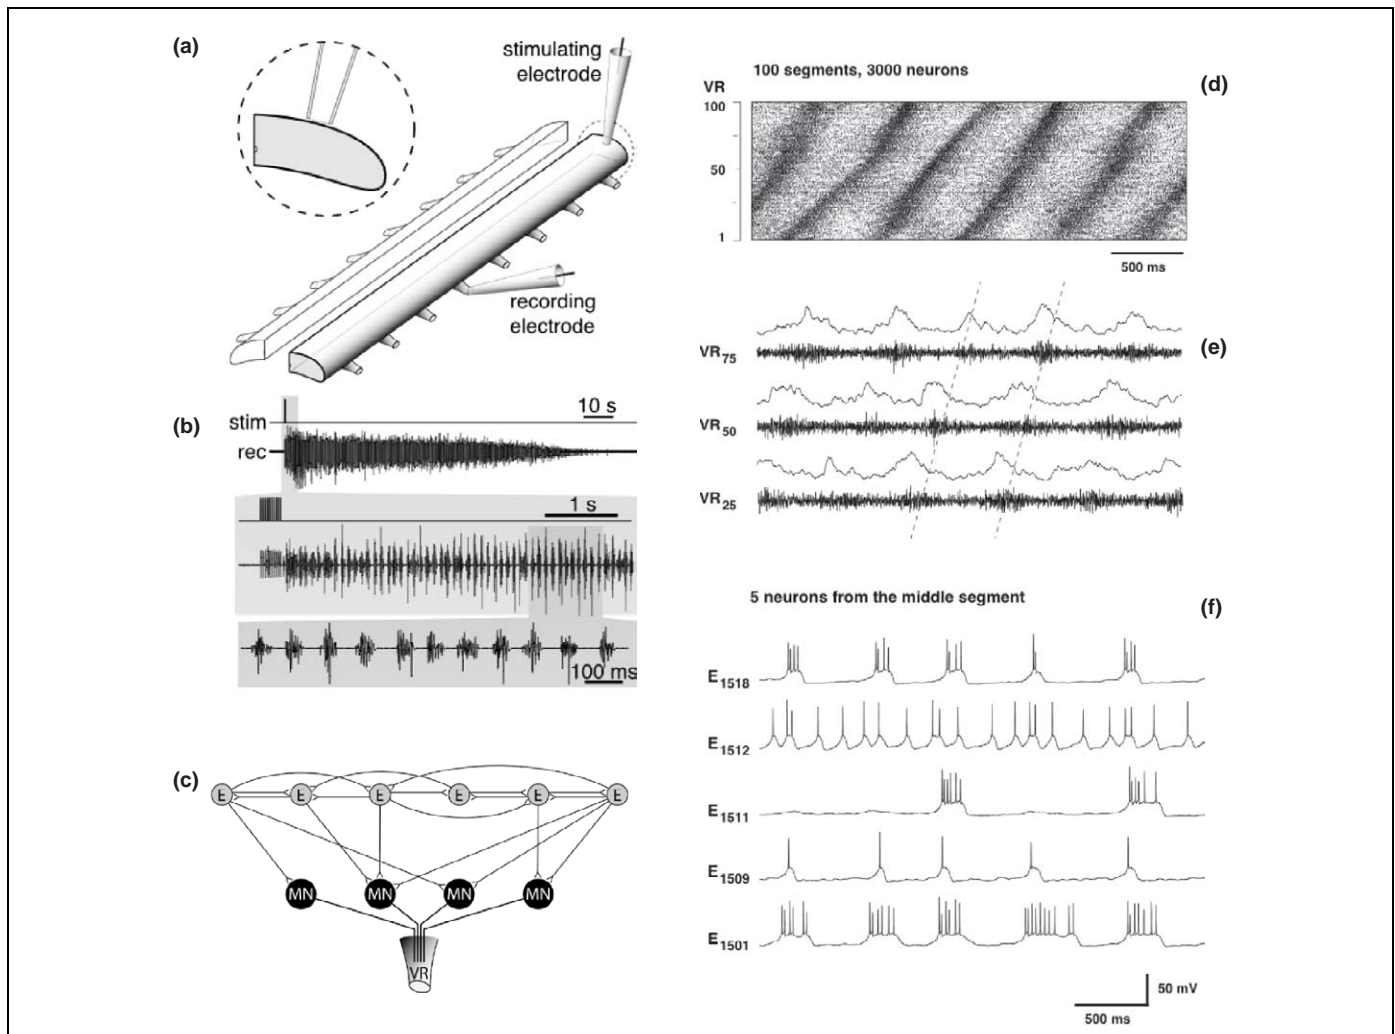 (a)
stimulating
electrode
recording
electrode
(b)
stim
10 s
rec
1 s
100 ms
(c)
E E E E E E
MN MN MN MN
VR
100 segments, 3000 neurons
(d)
VR
100
50
1
500 ms
(e)
VR75
VR50
VR25
5 neurons from the middle segment
(f)
E1518
E1512
E1511
E1509
E1501
50 mV
500 ms